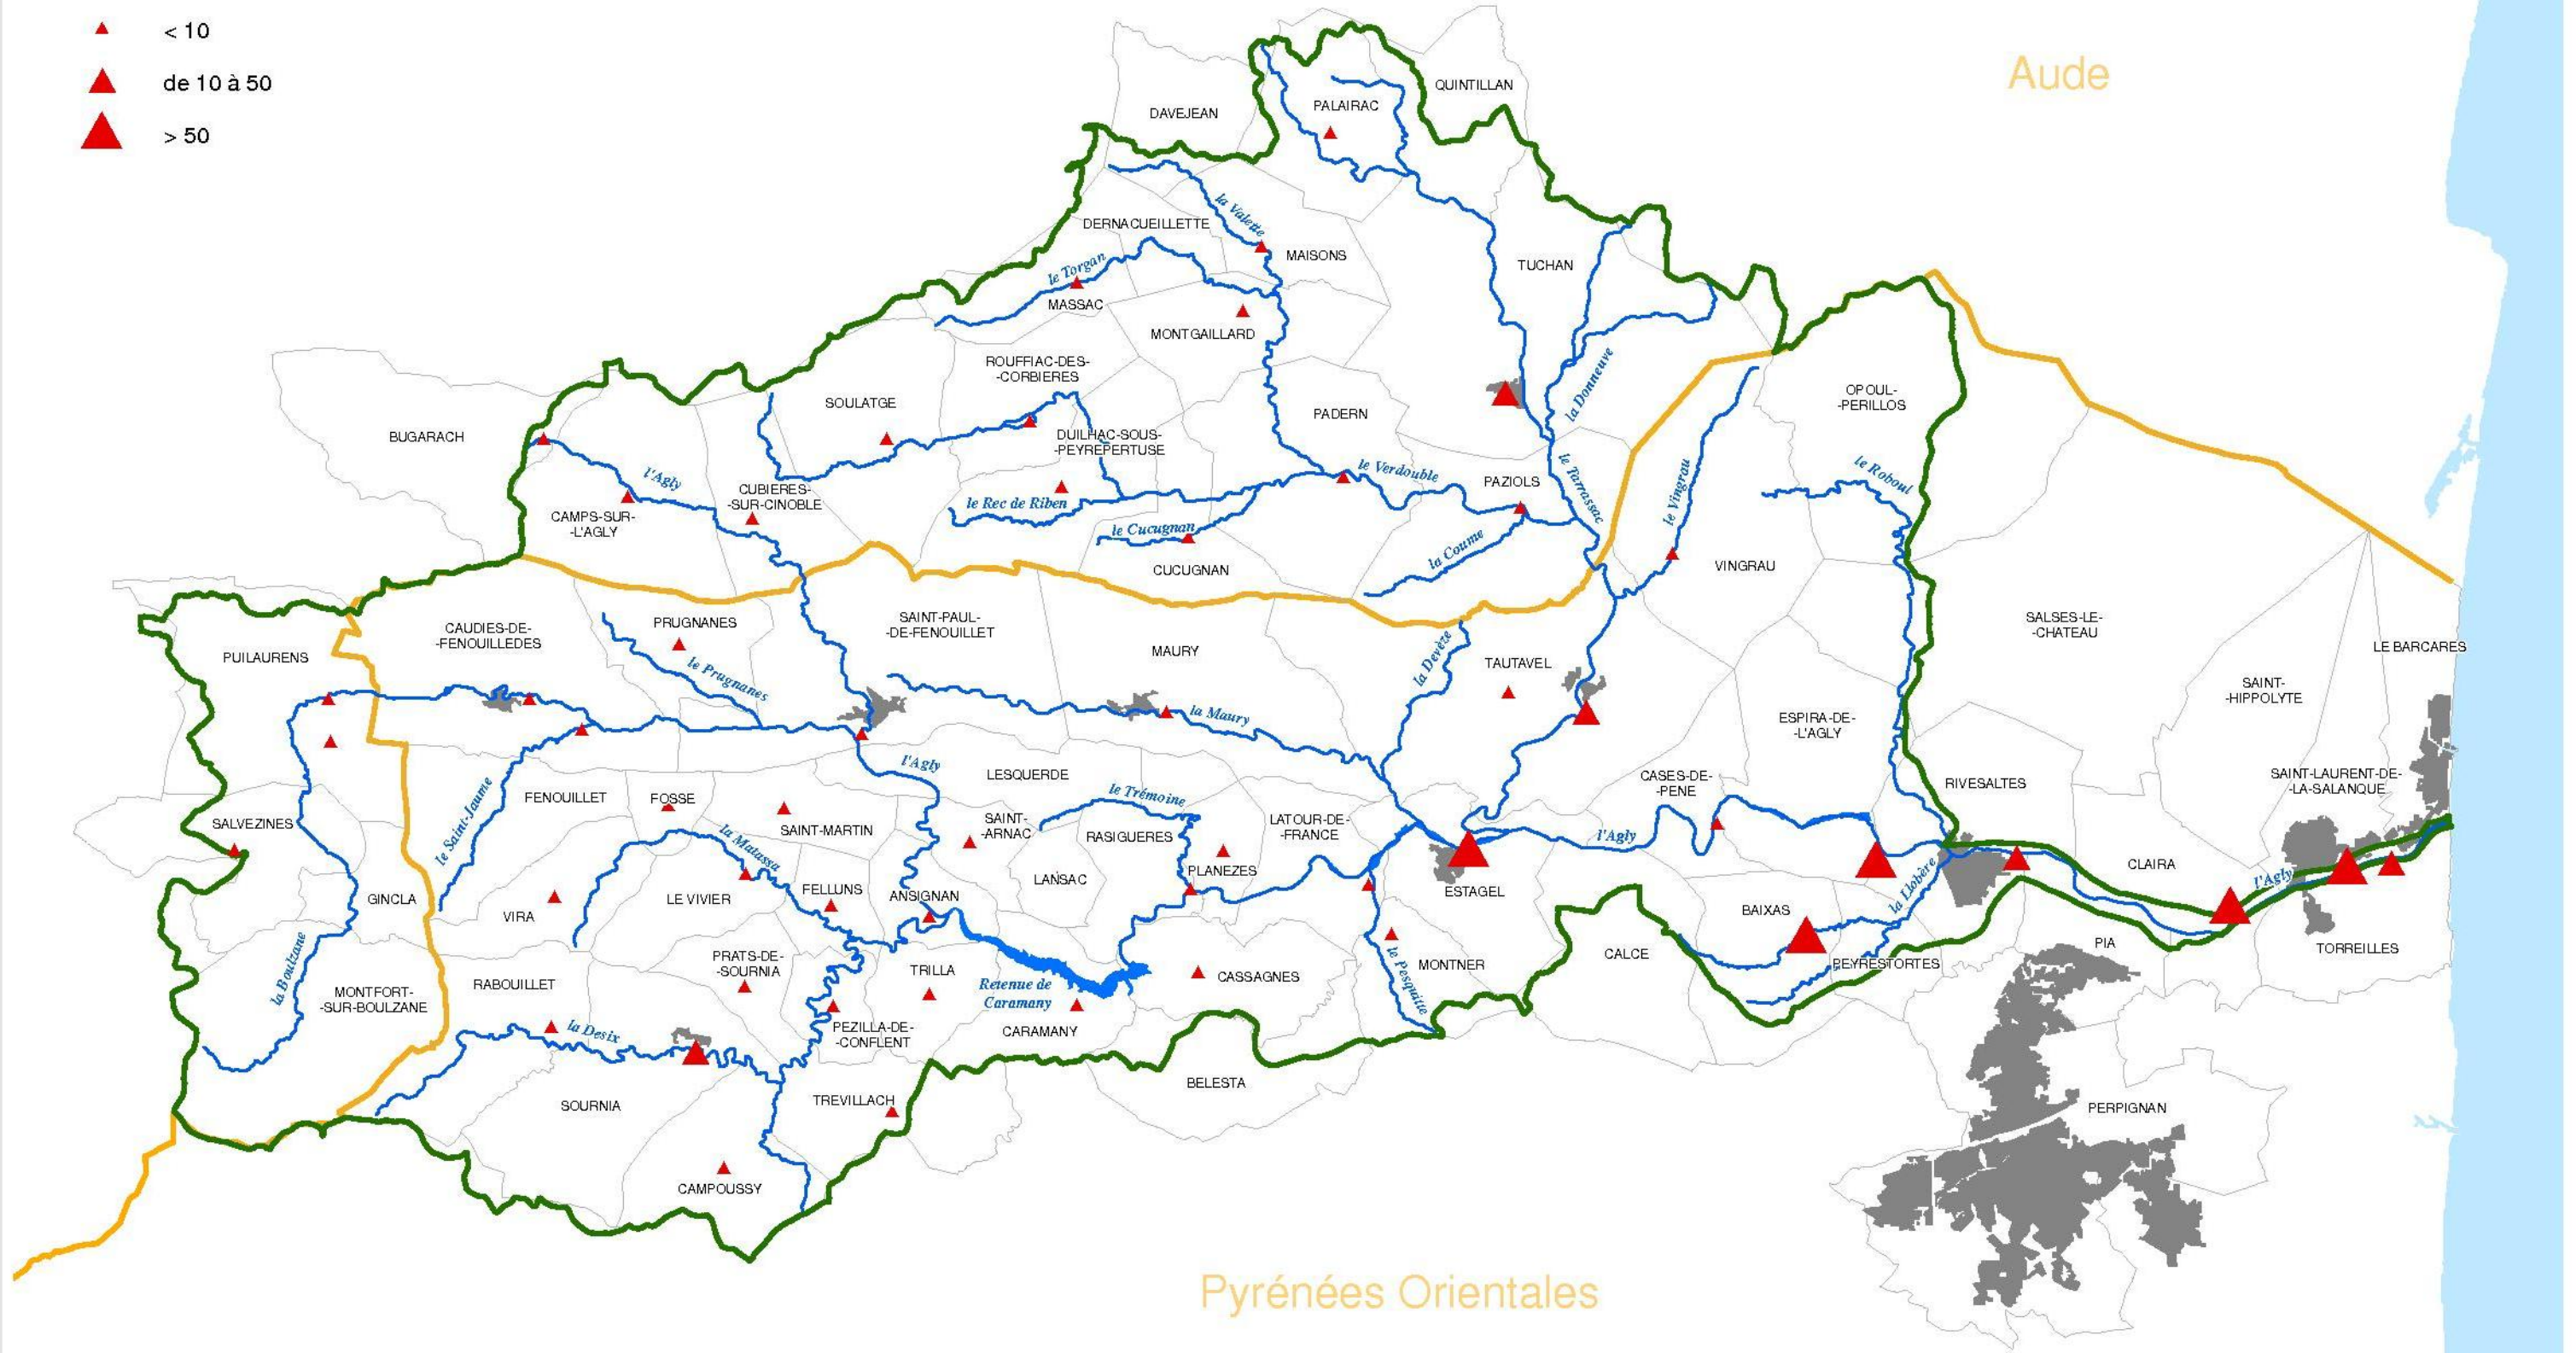 < 10
de 10 à 50
> 50
Aude
QUINTILLAN
PALAIRAC
DAVEJEAN
la Valette
DERNACUEILLETTE
MAISONS
TUCHAN
le Torgan
MASSAC
MONTGAILLARD
ROUFFIAC-DES-
-CORBIERES
la Donneuve
OPOUL-
-PERILLOS
SOULATGE
PADERN
BUGARACH
DUILHAC-SOUS-
-PEYREPERTUSE
l'Agly
le Verdouble
le Tarrassac
le Vingrau
le Roboul
CUBIERES-
-SUR-CINOBLE
PAZIOLS
le Rec de Riben
CAMPS-SUR-
-L'AGLY
le Cucugnan
la Coume
CUCUGNAN
VINGRAU
SAINT-PAUL-
-DE-FENOUILLET
SALSES-LE-
-CHATEAU
PRUGNANES
CAUDIES-DE-
-FENOUILLEDES
LE BARCARES
MAURY
PUILAURENS
la Devèze
TAUTAVEL
le Prugnanes
SAINT-
-HIPPOLYTE
la Maury
ESPIRA-DE-
-L'AGLY
l'Agly
LESQUERDE
CASES-DE-
-PENE
RIVESALTES
SAINT-LAURENT-DE-
-LA-SALANQUE
le Saint-Jaume
FENOUILLET
FOSSE
le Trémoine
SALVEZINES
SAINT-MARTIN
SAINT-
-ARNAC
RASIGUERES
LATOUR-DE-
-FRANCE
l'Agly
la Matassa
CLAIRA
PLANEZES
LANSAC
l'Agly
la Llobère
FELLUNS
ANSIGNAN
ESTAGEL
GINCLA
LE VIVIER
VIRA
BAIXAS
PIA
TORREILLES
la Boulzane
PRATS-DE-
-SOURNIA
CALCE
PEYRESTORTES
MONTNER
TRILLA
CASSAGNES
RABOUILLET
le Pesquitte
Retenue de
Caramany
MONTFORT-
-SUR-BOULZANE
la Desix
PEZILLA-DE-
-CONFLENT
CARAMANY
BELESTA
TREVILLACH
SOURNIA
PERPIGNAN
CAMPOUSSY
Pyrénées Orientales